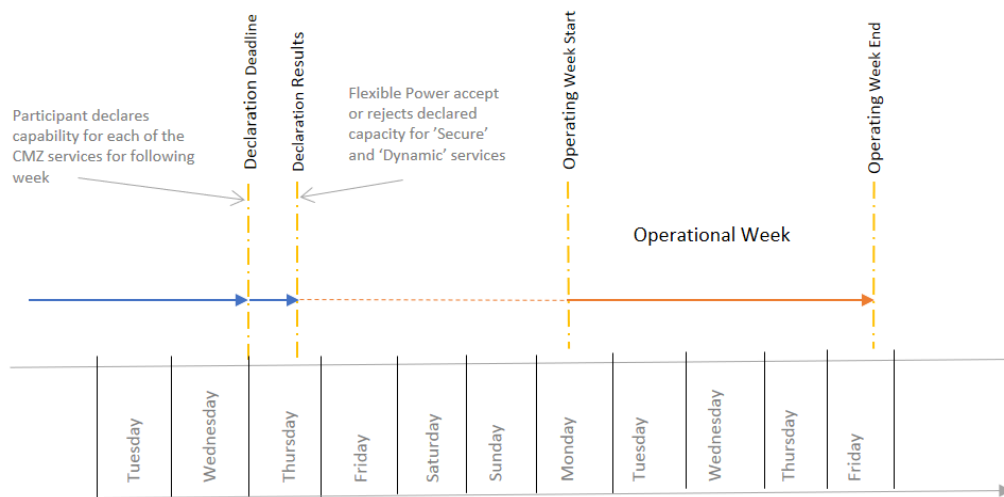 Participant declares
capability for each of the
CMZ services for following
week
Declaration Deadline
Declaration Results
Flexible Power accept
or rejects declared
capacity for ’Secure’
and ‘Dynamic’ services
Operating Week Start
Operational Week
Operating Week End
Tuesday
Wednesday
Thursday
Friday
Saturday
Sunday
Monday
Tuesday
Wednesday
Thursday
Friday